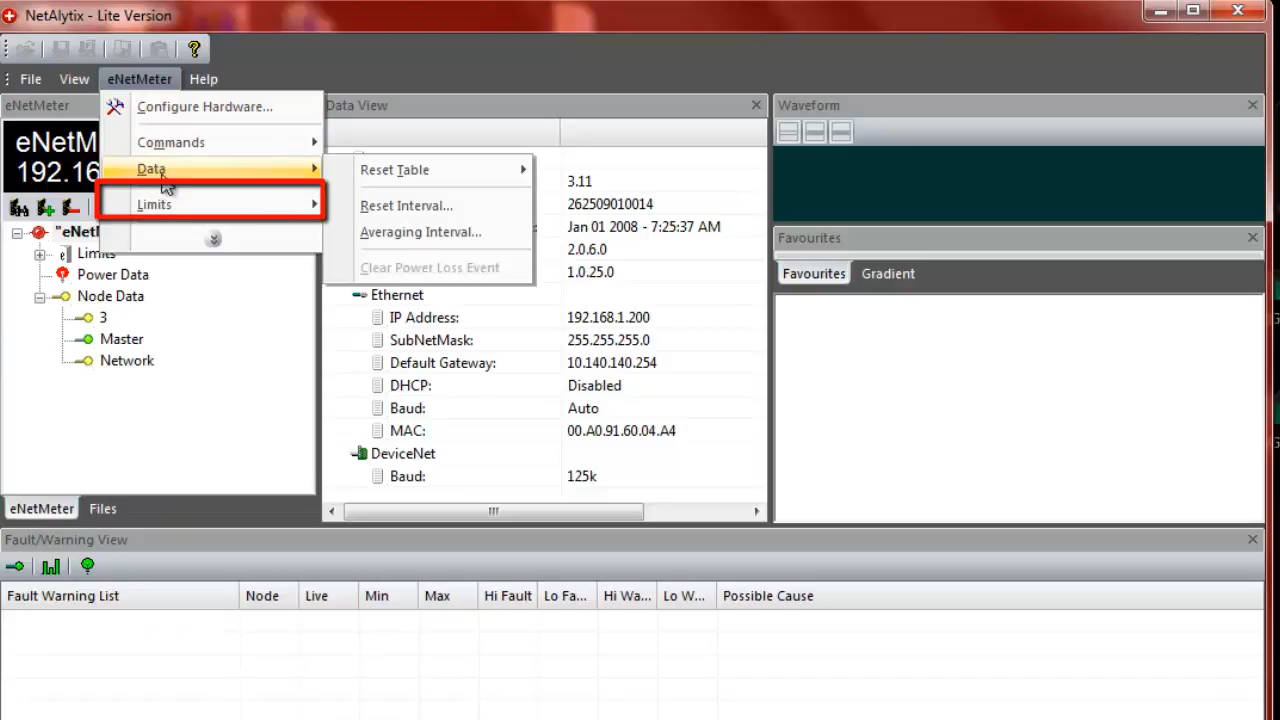 NetAlytix - Lite Version
File View eNetMeter Help
eNetMeter
eNetM
192.16
Configure Hardware...
Commands
Data
Limits
Reset Table
Reset Interval...
Averaging Interval...
Clear Power Loss Event
Limits
Power Data
Node Data
3
Master
Network
eNetMeter Files
Data View
3.11
262509010014
Jan 01 2008 - 7:25:37 AM
2.0.6.0
1.0.25.0
Ethernet
IP Address: 192.168.1.200
SubNetMask: 255.255.255.0
Default Gateway: 10.140.140.254
DHCP: Disabled
Baud: Auto
MAC: 00.A0.91.60.04.A4
DeviceNet
Baud: 125k
Waveform
Favourites
Favourites Gradient
Fault/Warning View
Fault Warning List Node Live Min Max Hi Fault Lo Fa... Hi Wa... Lo W... Possible Cause